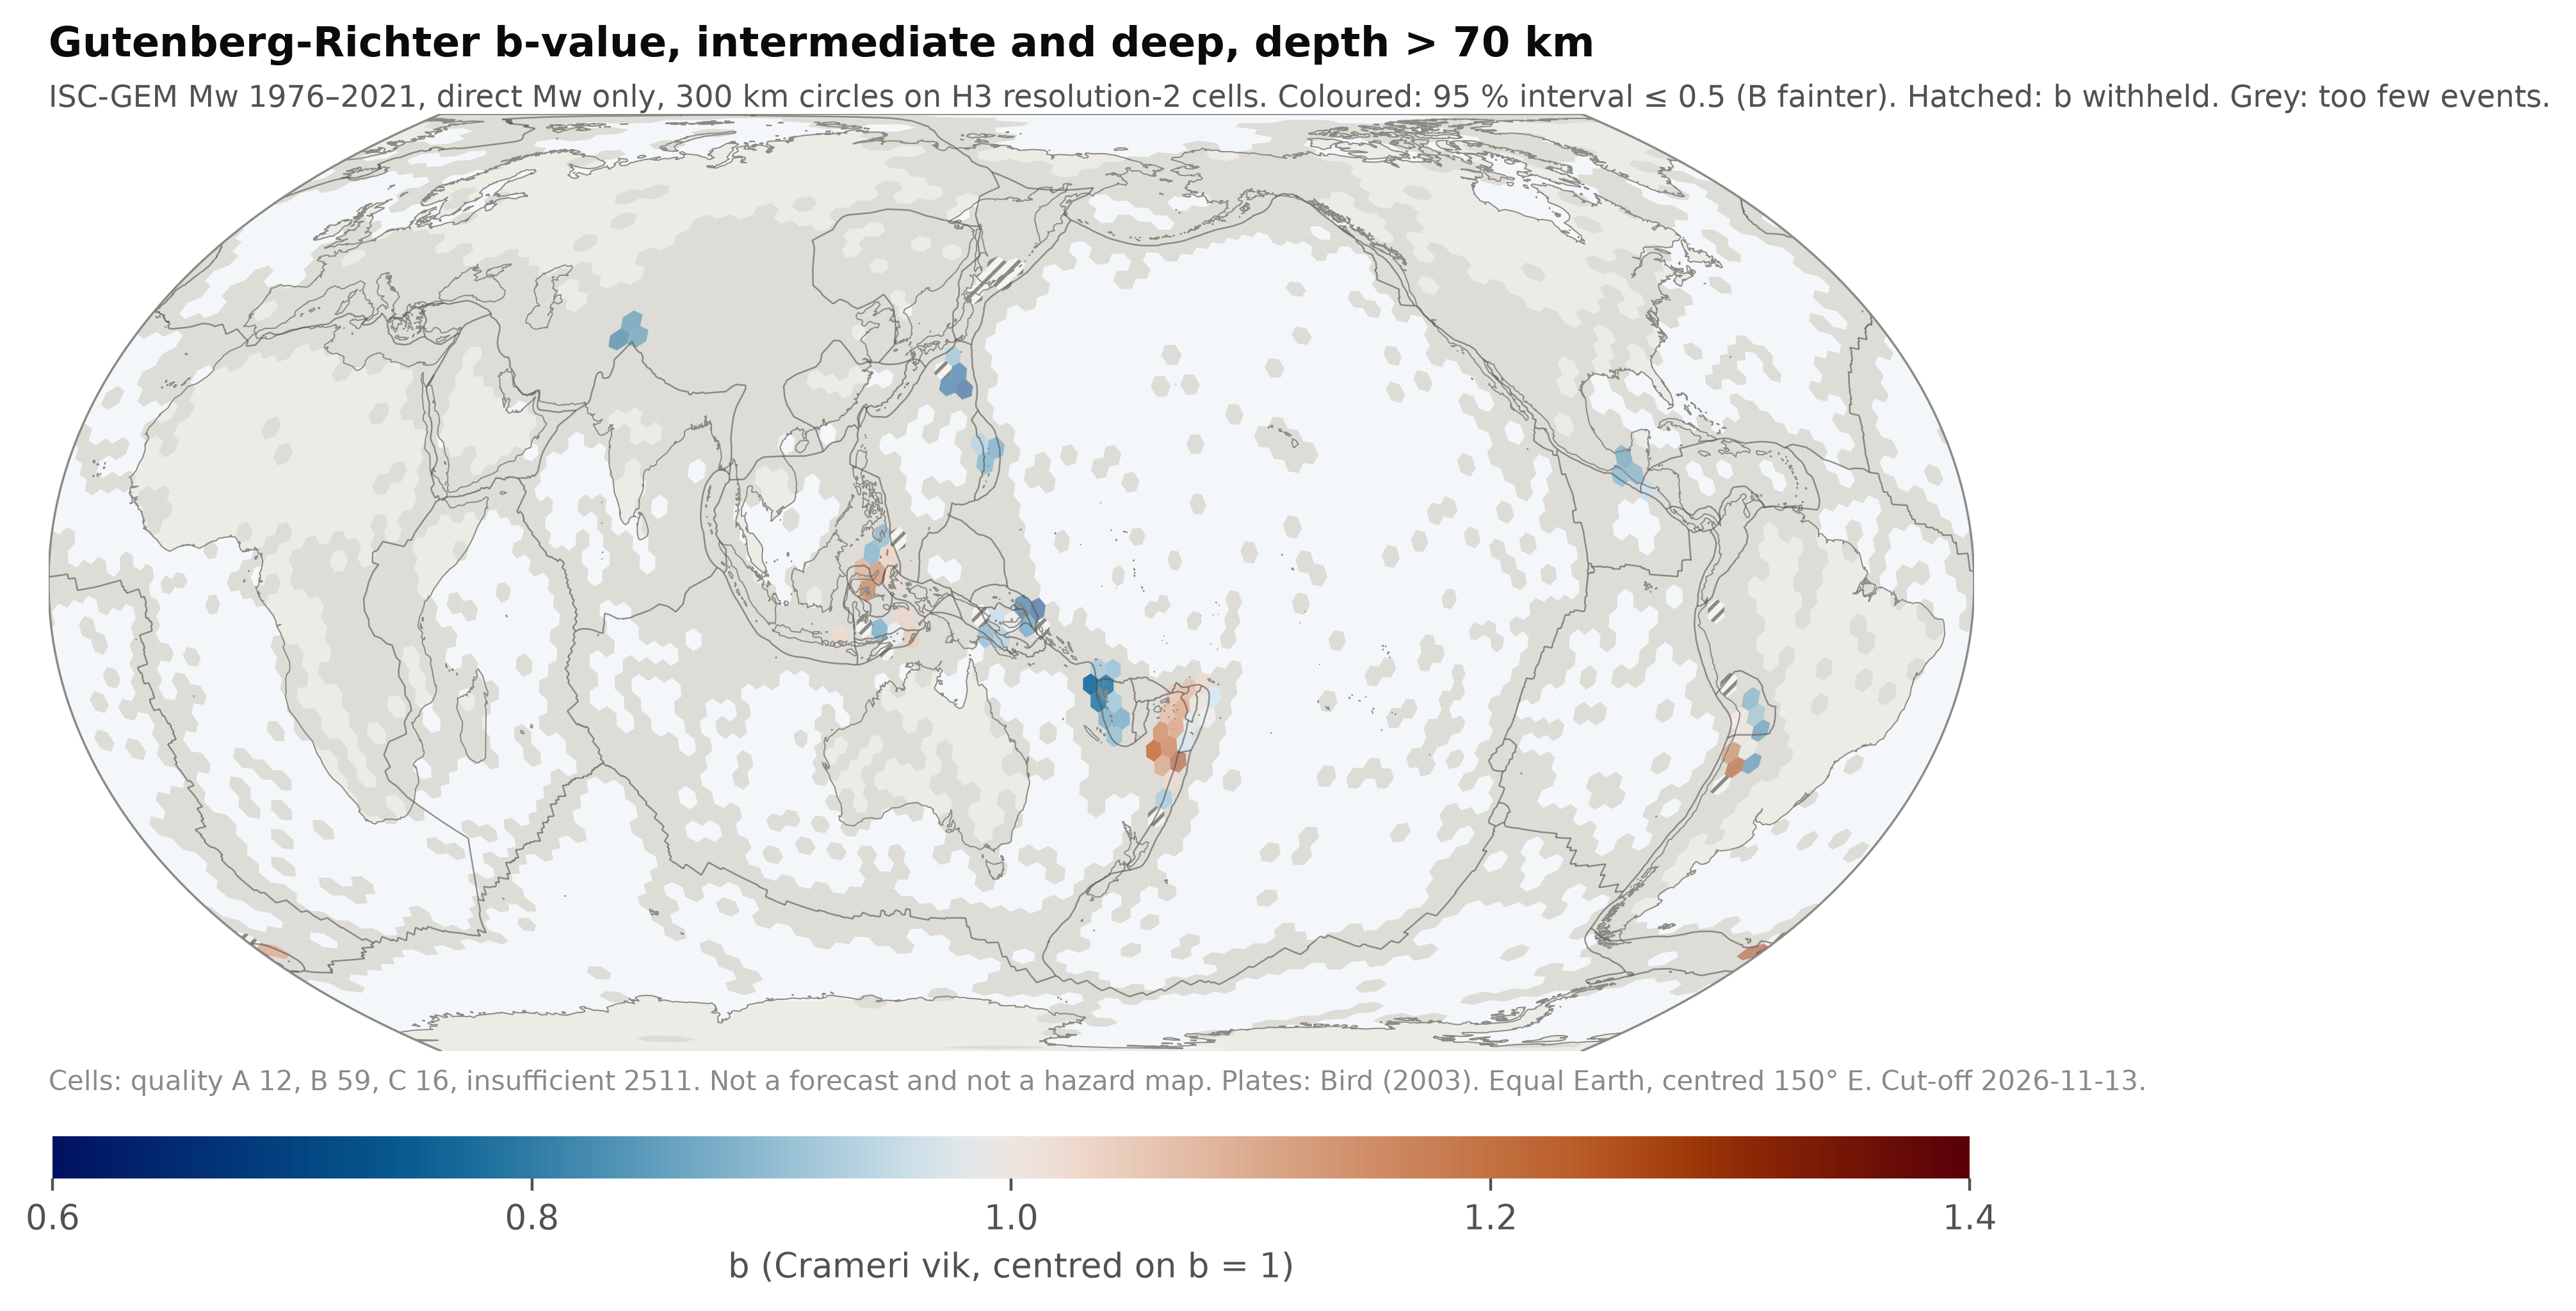 Gutenberg-Richter b-value, intermediate and deep, depth > 70 km
ISC-GEM Mw 1976–2021, direct Mw only, 300 km circles on H3 resolution-2 cells. Coloured: 95 % interval ≤ 0.5 (B fainter). Hatched: b withheld. Grey: too few events.
Cells: quality A 12, B 59, C 16, insufficient 2511. Not a forecast and not a hazard map. Plates: Bird (2003). Equal Earth, centred 150° E. Cut-off 2026-11-13.
0.6 0.8 1.0 1.2 1.4
b (Crameri vik, centred on b = 1)